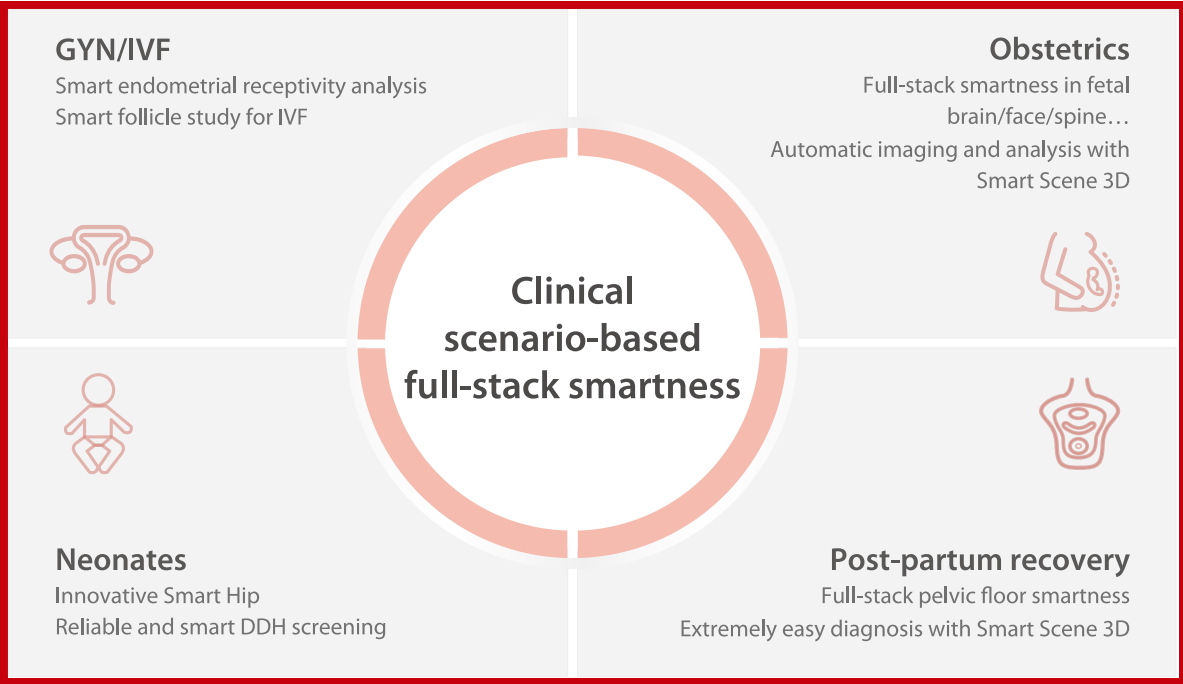 GYN/IVF
Smart endometrial receptivity analysis
Smart follicle study for IVF
Obstetrics
Full-stack smartness in fetal
brain/face/spine…
Automatic imaging and analysis with
Smart Scene 3D
Clinical
scenario-based
full-stack smartness
Neonates
Innovative Smart Hip
Reliable and smart DDH screening
Post-partum recovery
Full-stack pelvic floor smartness
Extremely easy diagnosis with Smart Scene 3D